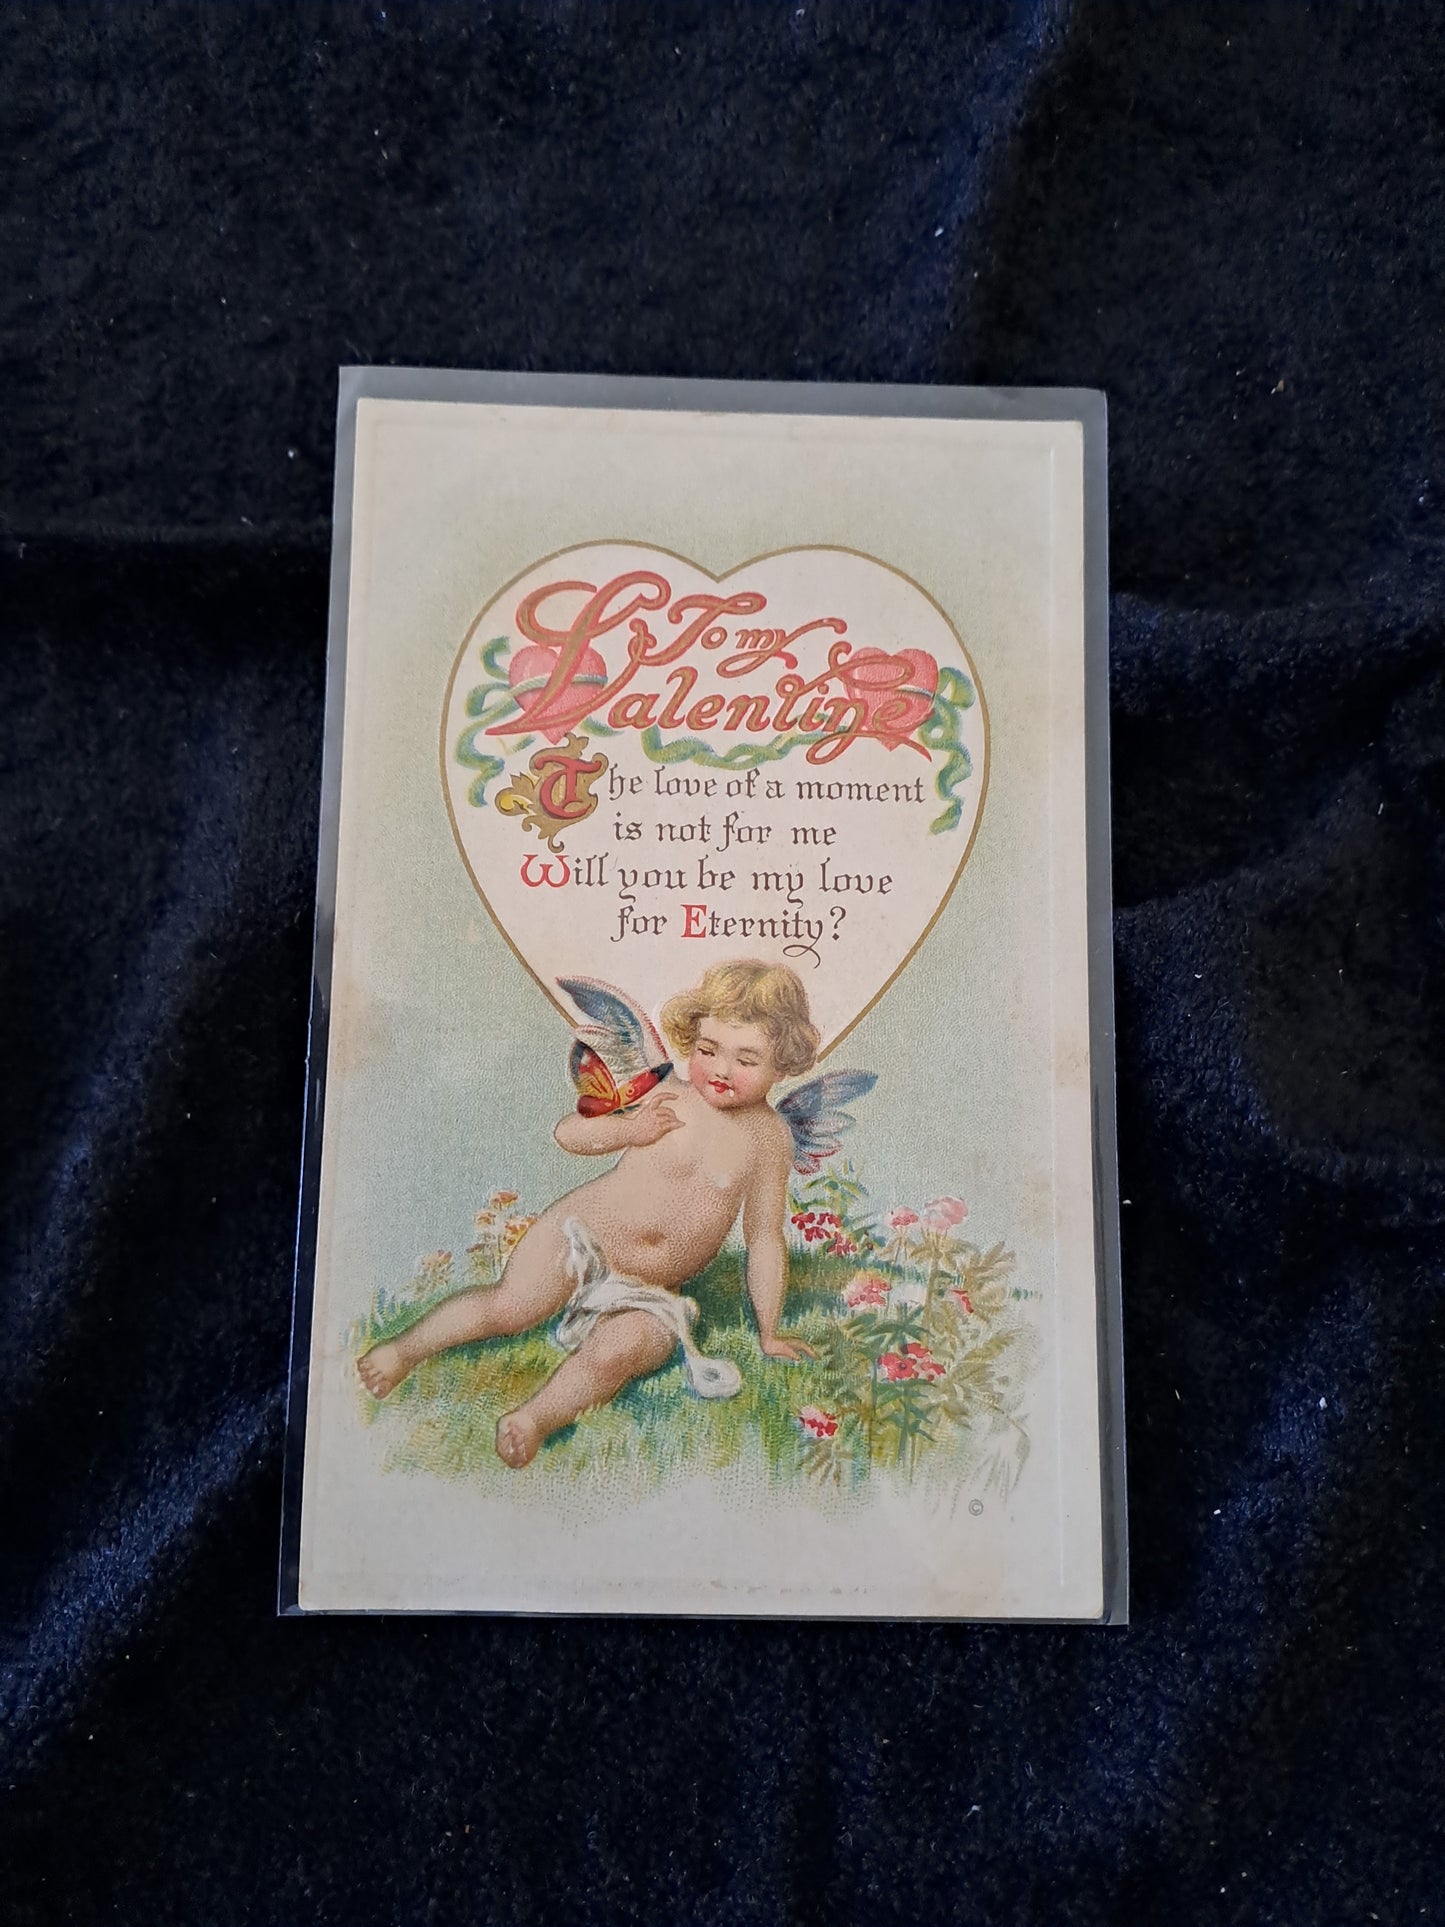 To my
Valentine
The love of a moment
is not for me
Will you be my love
for Eternity?
©